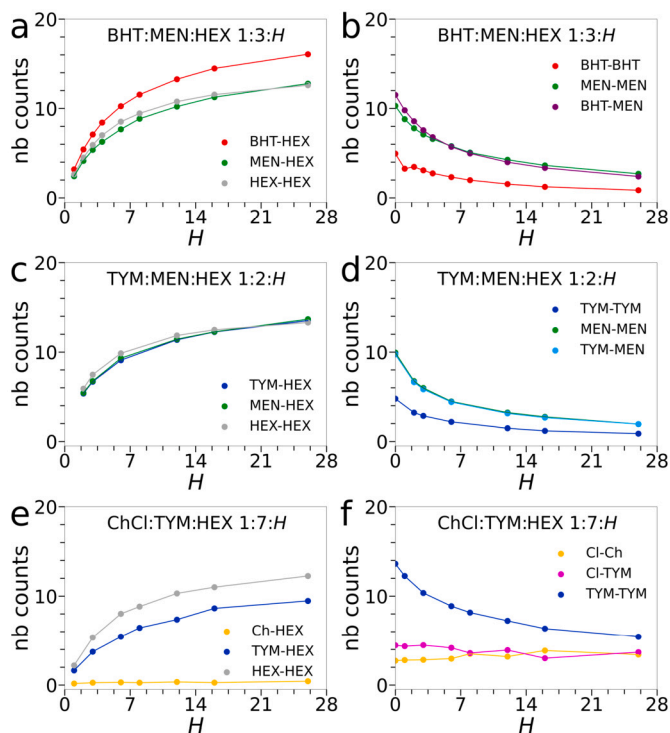 a
BHT:MEN:HEX 1:3:H
20
10
0
nb counts
BHT-HEX
MEN-HEX
HEX-HEX
0 7 14 21 28
H
b
BHT:MEN:HEX 1:3:H
20
10
0
nb counts
BHT-BHT
MEN-MEN
BHT-MEN
0 7 14 21 28
H
c
TYM:MEN:HEX 1:2:H
20
10
0
nb counts
TYM-HEX
MEN-HEX
HEX-HEX
0 7 14 21 28
H
d
TYM:MEN:HEX 1:2:H
20
10
0
nb counts
TYM-TYM
MEN-MEN
TYM-MEN
0 7 14 21 28
H
e
ChCl:TYM:HEX 1:7:H
20
10
0
nb counts
Ch-HEX
TYM-HEX
HEX-HEX
0 7 14 21 28
H
f
ChCl:TYM:HEX 1:7:H
20
10
0
nb counts
Cl-Ch
Cl-TYM
TYM-TYM
0 7 14 21 28
H